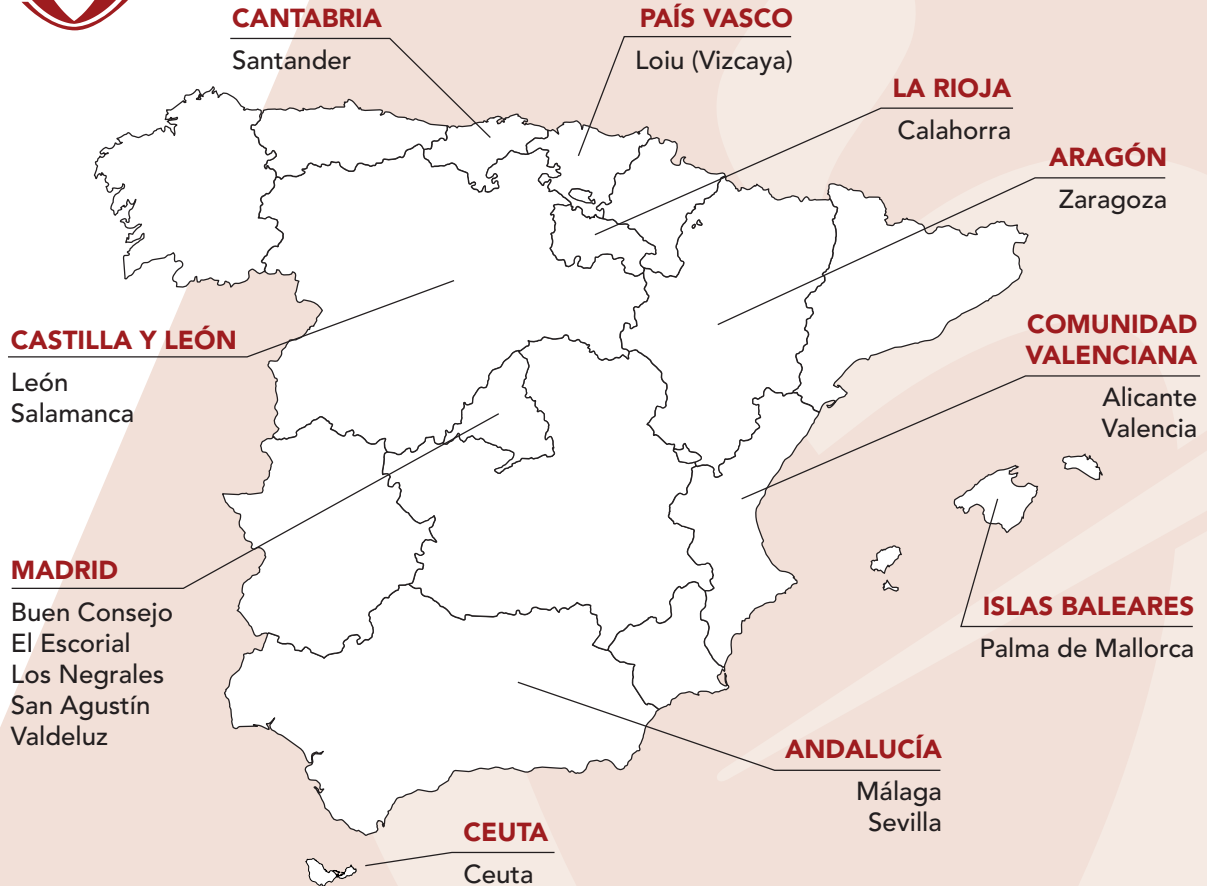 CANTABRIA
Santander
PAÍS VASCO
Loiu (Vizcaya)
LA RIOJA
Calahorra
ARAGÓN
Zaragoza
CASTILLA Y LEÓN
León
Salamanca
COMUNIDAD
VALENCIANA
Alicante
Valencia
MADRID
Buen Consejo
El Escorial
Los Negrales
San Agustín
Valdeluz
ISLAS BALEARES
Palma de Mallorca
ANDALUCÍA
Málaga
Sevilla
CEUTA
Ceuta